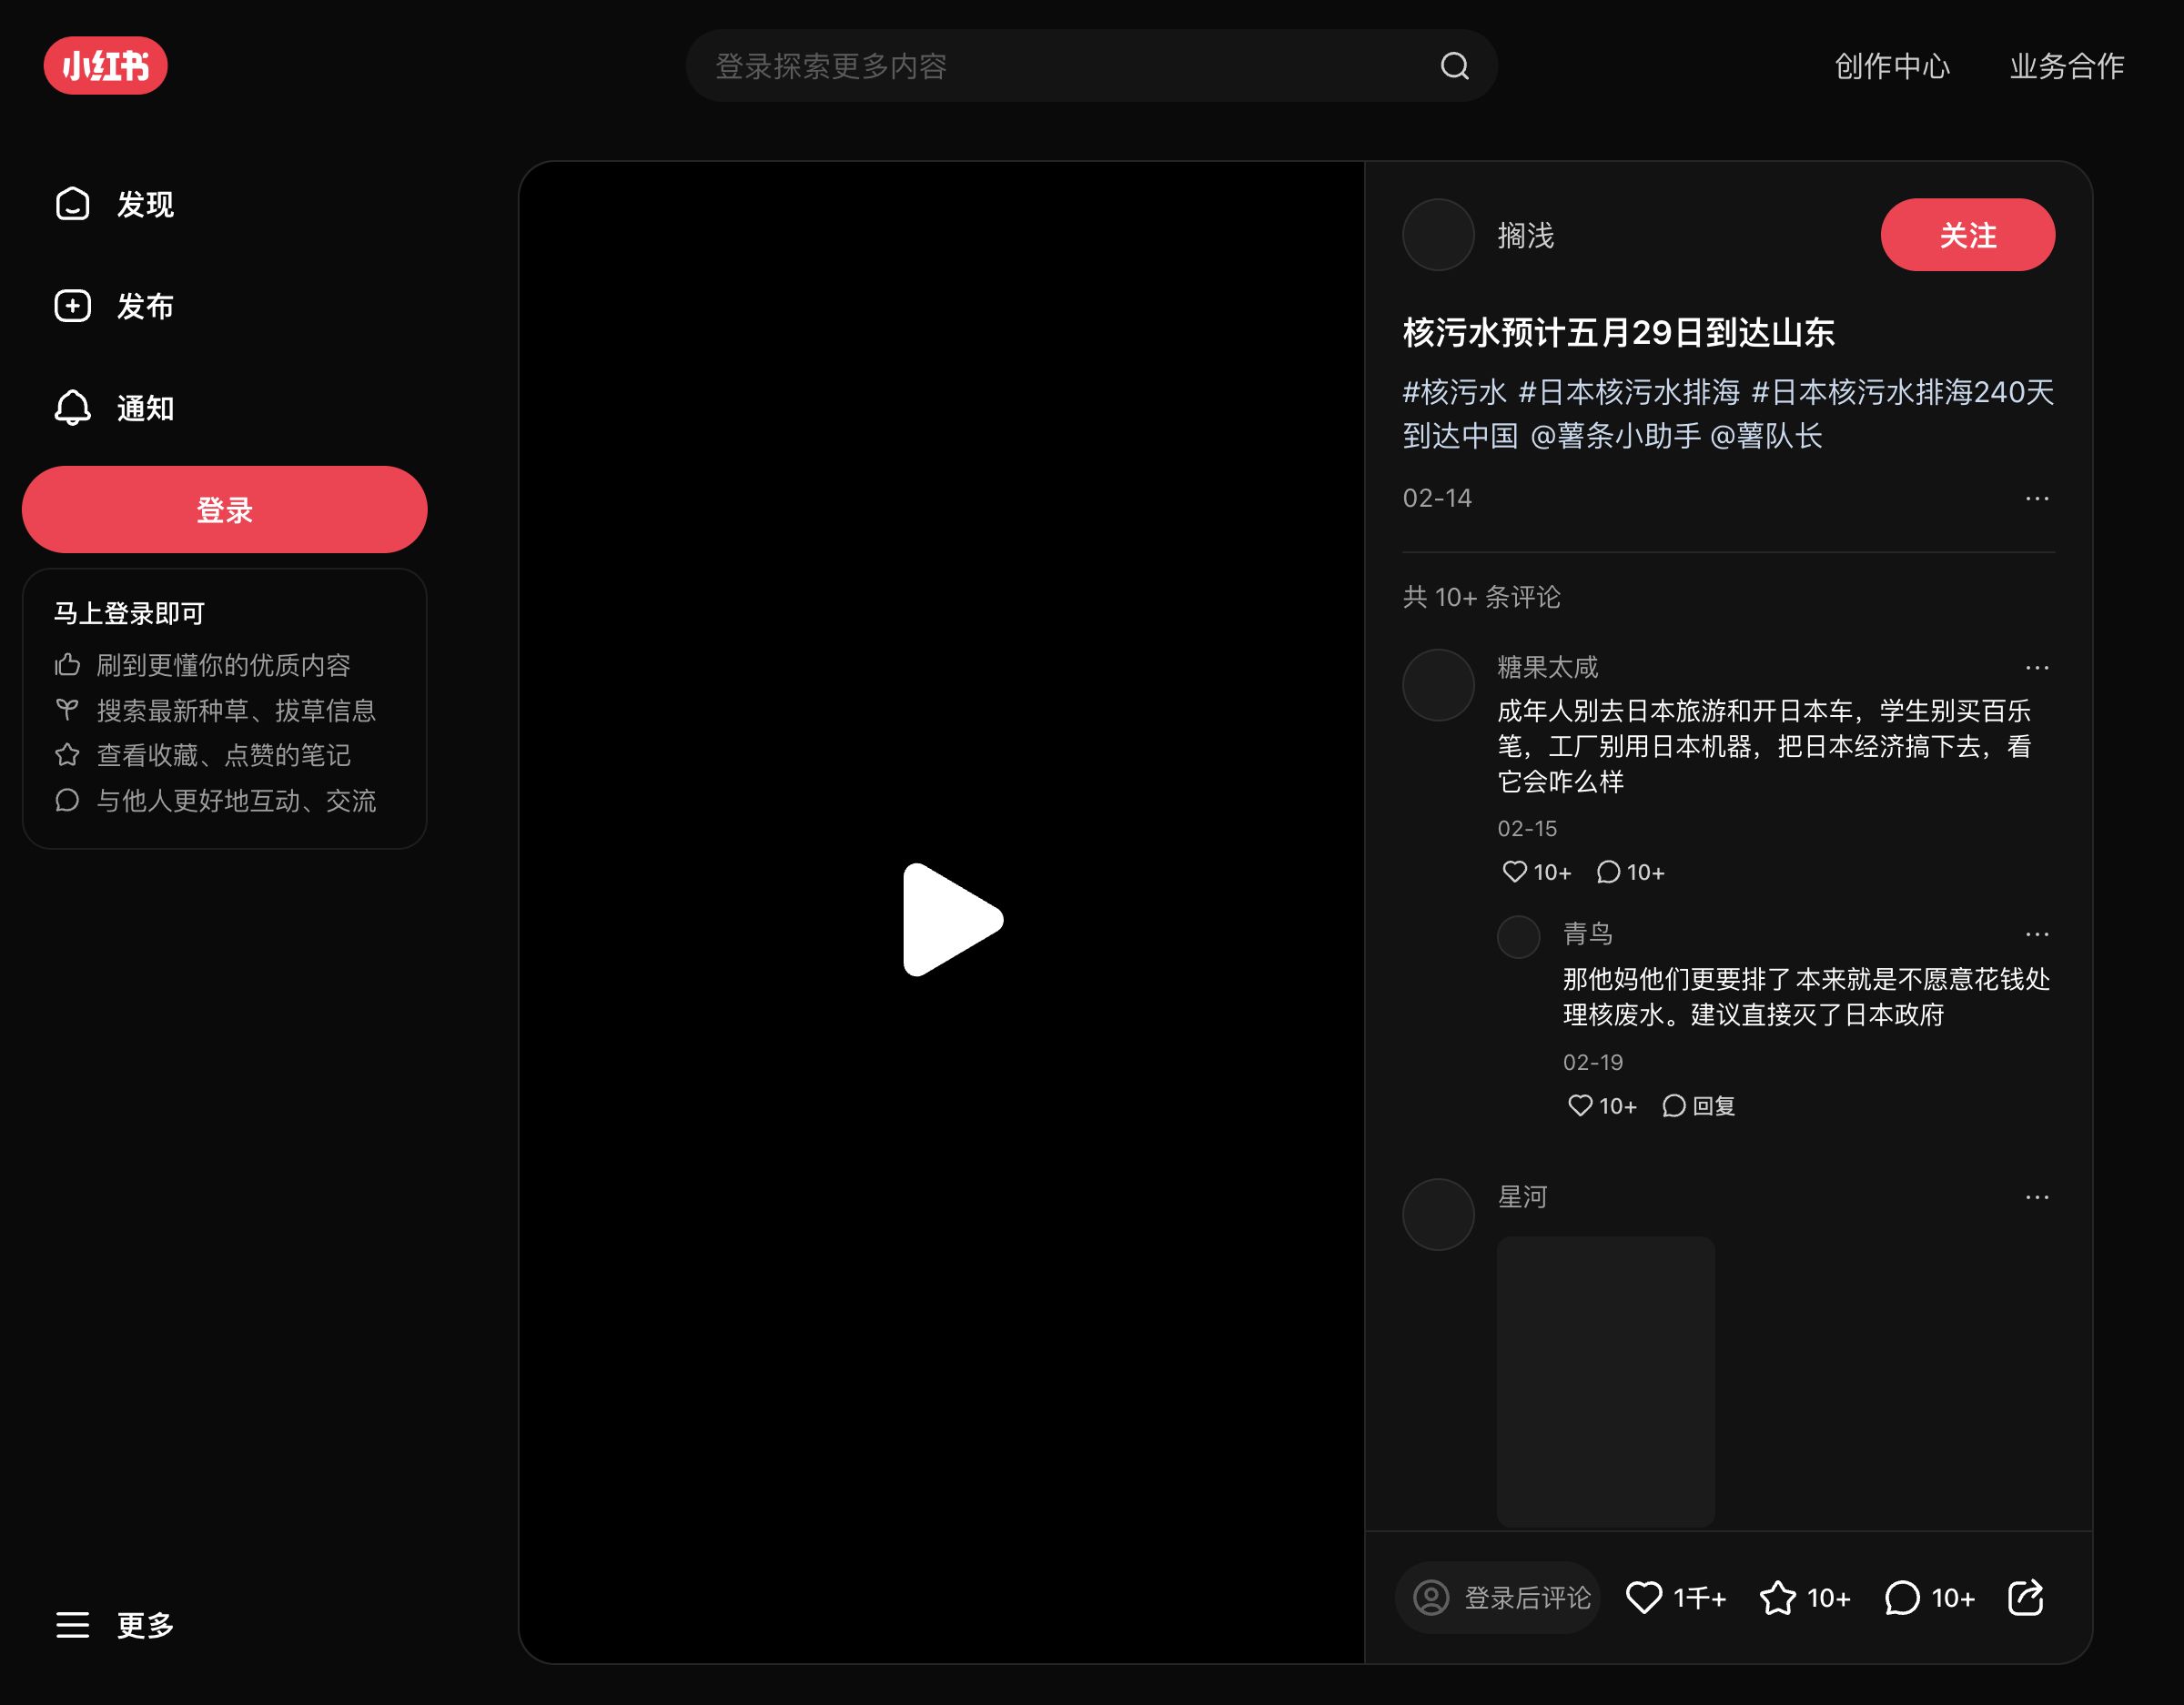 小红书
登录探索更多内容
创作中心
业务合作
发现
发布
通知
登录
马上登录即可
刷到更懂你的优质内容
搜索最新种草、拔草信息
查看收藏、点赞的笔记
与他人更好地互动、交流
更多
搁浅
关注
核污水预计五月29日到达山东
#核污水 #日本核污水排海 #日本核污水排海240天
到达中国 @薯条小助手 @薯队长
02-14
共 10+ 条评论
糖果太咸
成年人别去日本旅游和开日本车，学生别买百乐
笔，工厂别用日本机器，把日本经济搞下去，看
它会咋么样
02-15
10+ 10+
青鸟
那他妈他们更要排了 本来就是不愿意花钱处
理核废水。建议直接灭了日本政府
02-19
10+ 回复
星河
登录后评论 1千+ 10+ 10+